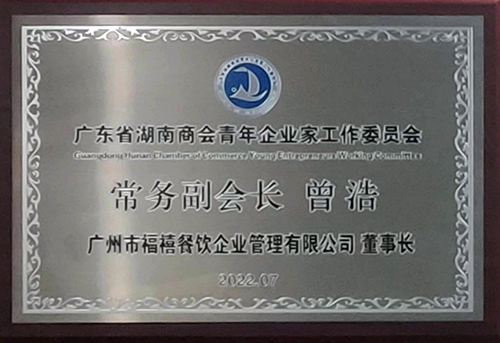 广东省湖南商会青年企业家工作委员会
Guangdong Hunan Chamber of Commerce Young Entrepreneurs Working Committee
常务副会长 曾浩
广州市福禧餐饮企业管理有限公司 董事长
2022.07